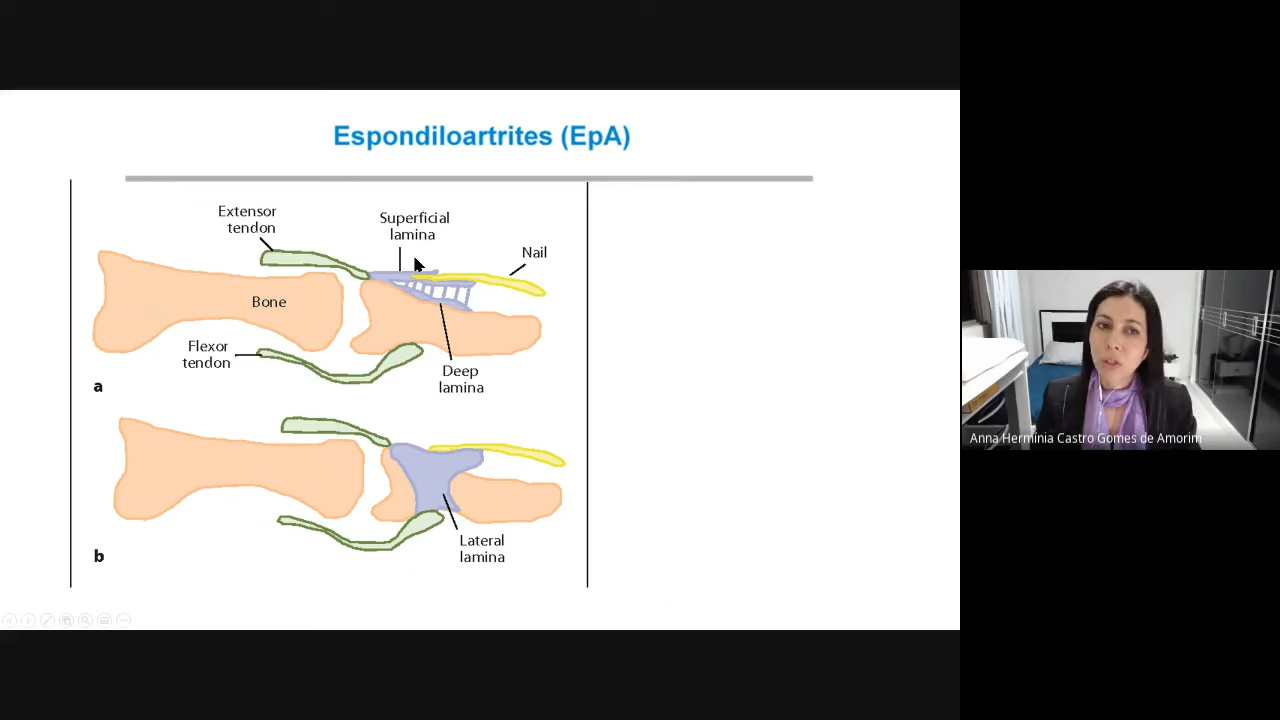 Espondiloartrites (EpA)
Extensor
tendon
Superficial
lamina
Nail
Bone
Flexor
tendon
Deep
lamina
a
Lateral
lamina
b
Anna Hermínia Castro Gomes de Amorim